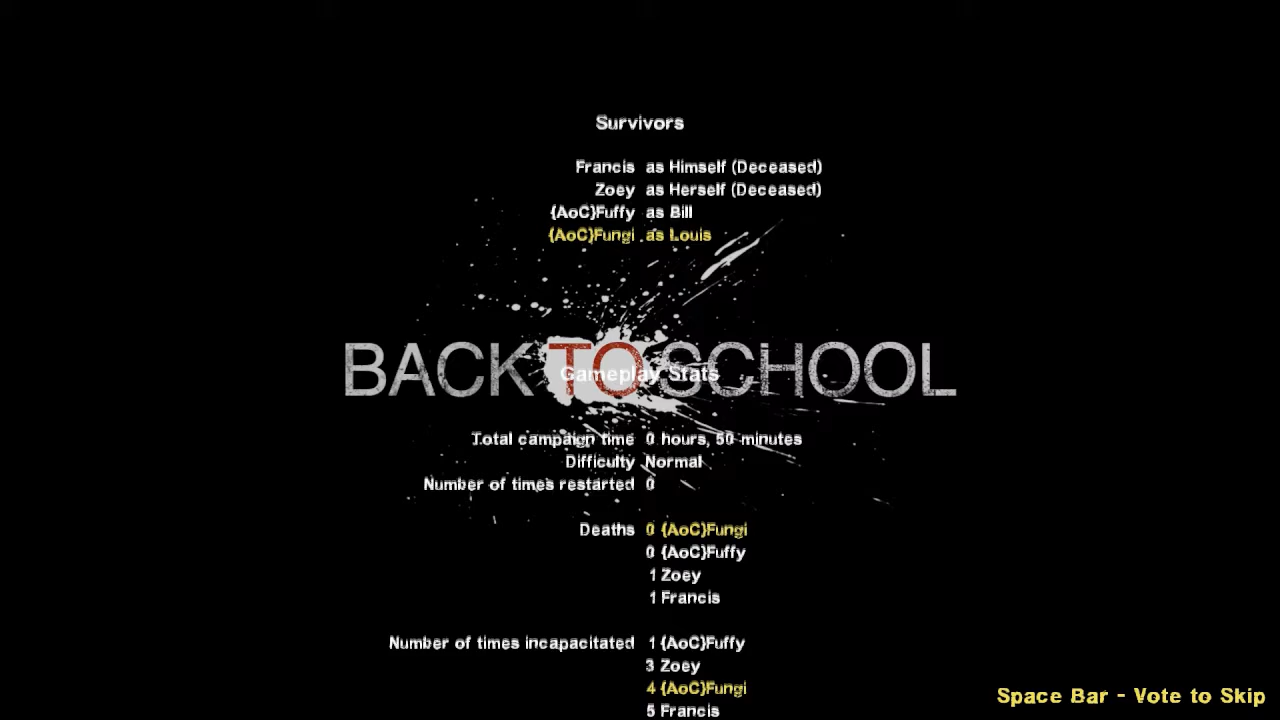 Survivors
Francis as Himself (Deceased)
Zoey as Herself (Deceased)
{AoC}Fuffy as Bill
{AoC}Fungi as Louis
BACK TO SCHOOL
Gameplay Stats
Total campaign time 0 hours, 50 minutes
Difficulty Normal
Number of times restarted 0
Deaths 0 {AoC}Fungi
0 {AoC}Fuffy
1 Zoey
1 Francis
Number of times incapacitated 1 {AoC}Fuffy
3 Zoey
4 {AoC}Fungi
5 Francis
Space Bar - Vote to Skip